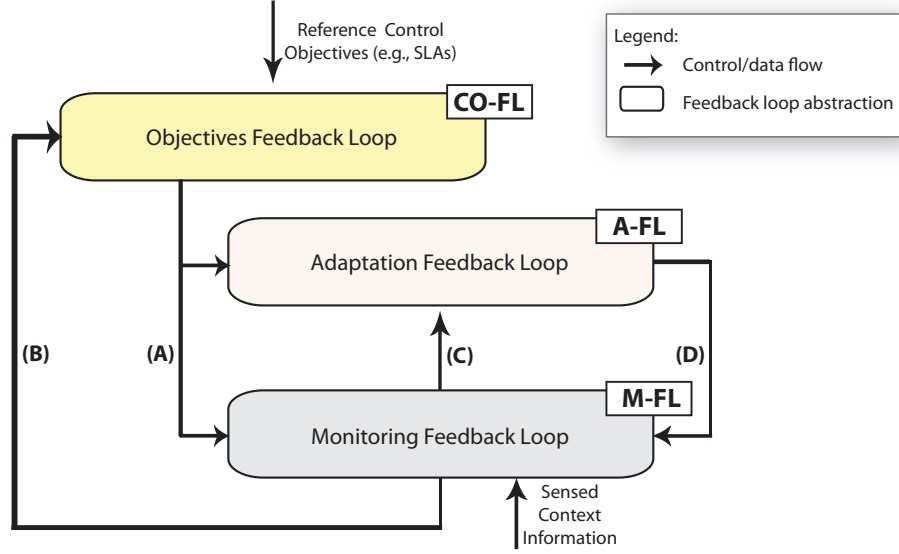 Reference Control
Objectives (e.g., SLAs)
Legend:
Control/data flow
Feedback loop abstraction
CO-FL
Objectives Feedback Loop
A-FL
Adaptation Feedback Loop
(B)
(A)
(C)
(D)
M-FL
Monitoring Feedback Loop
Sensed
Context
Information